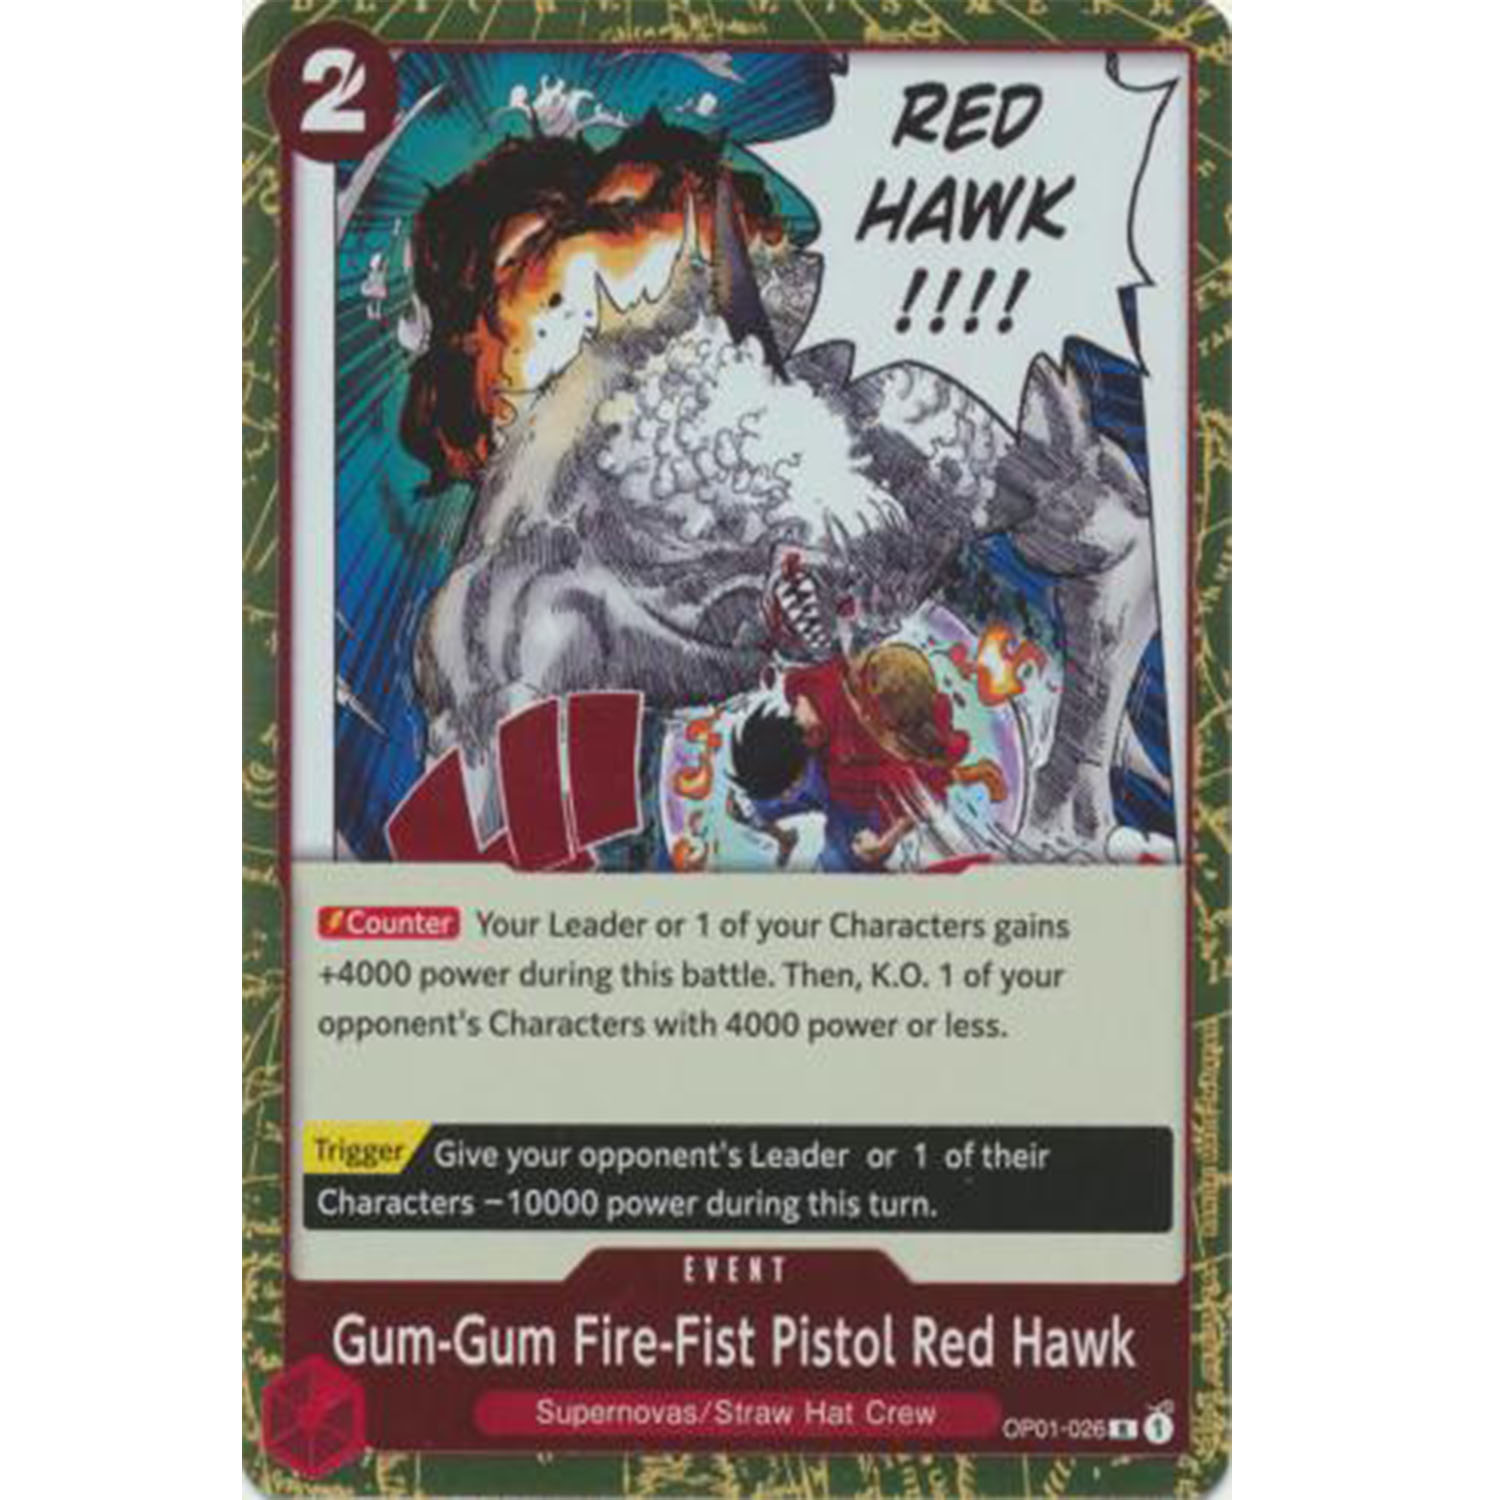 2
RED
HAWK
!!!!
Counter Your Leader or 1 of your Characters gains
+4000 power during this battle. Then, K.O. 1 of your
opponent's Characters with 4000 power or less.
Trigger Give your opponent's Leader or 1 of their
Characters −10000 power during this turn.
EVENT
Gum-Gum Fire-Fist Pistol Red Hawk
Supernovas/Straw Hat Crew
OP01-026 R 1